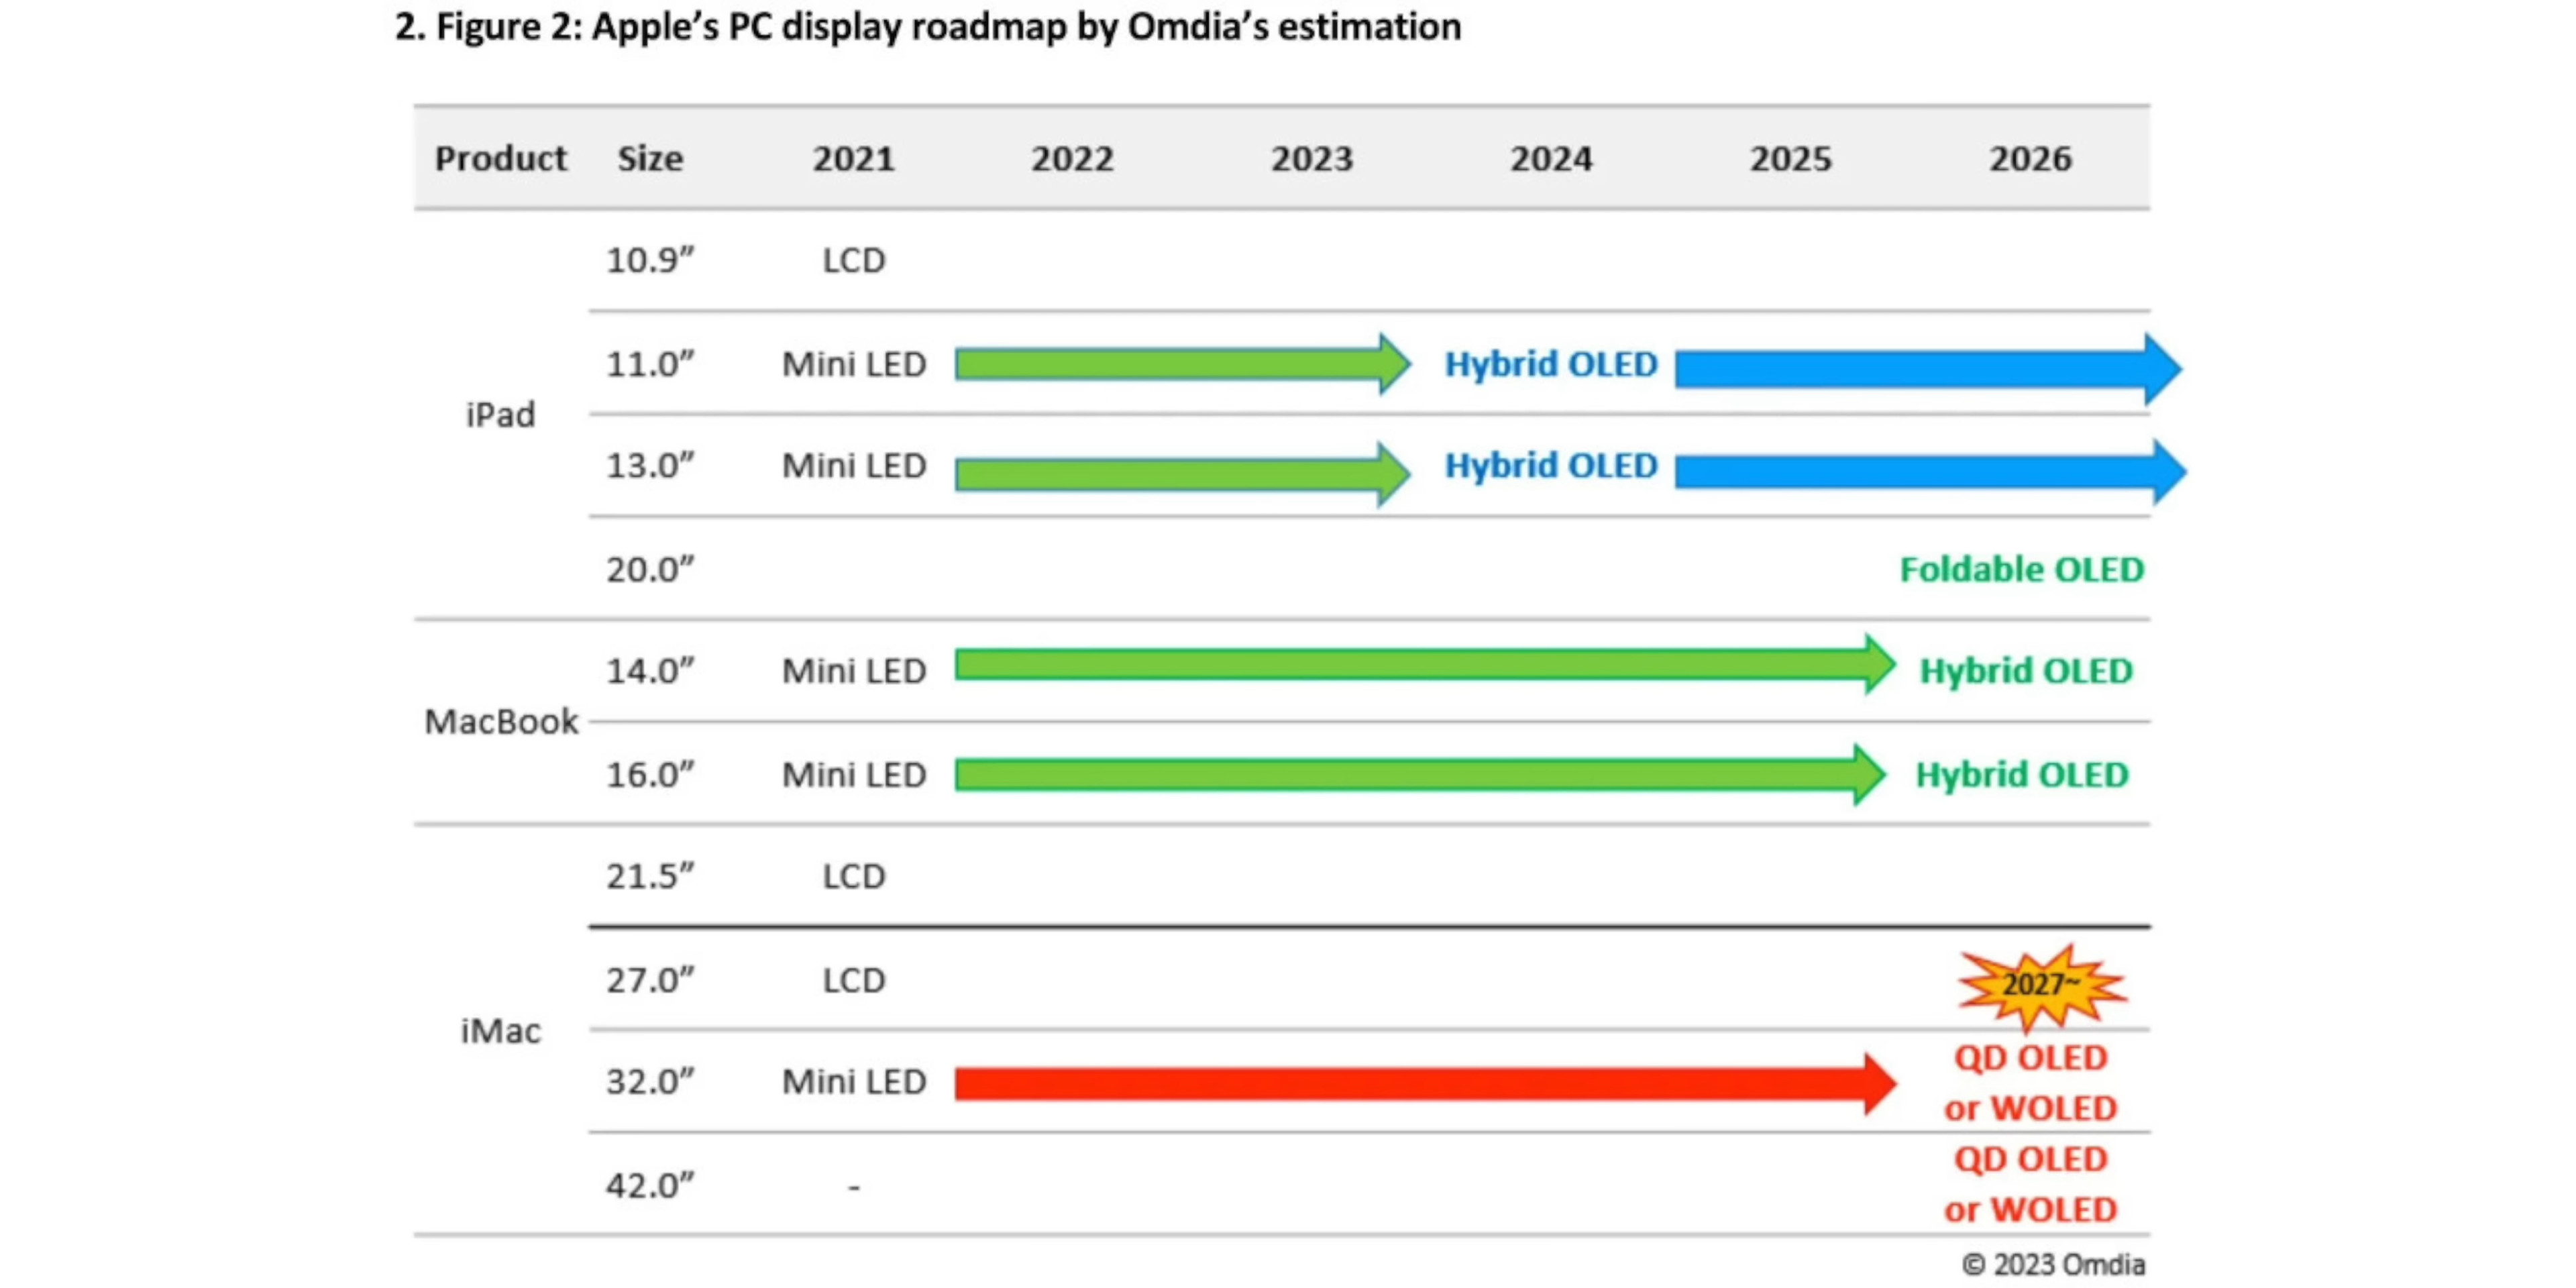 2. Figure 2: Apple’s PC display roadmap by Omdia’s estimation
Product Size 2021 2022 2023 2024 2025 2026
iPad
10.9” LCD
11.0” Mini LED Hybrid OLED
13.0” Mini LED Hybrid OLED
20.0” Foldable OLED
MacBook
14.0” Mini LED Hybrid OLED
16.0” Mini LED Hybrid OLED
iMac
21.5” LCD
27.0” LCD 2027~
32.0” Mini LED QD OLED
or WOLED
42.0” - QD OLED
or WOLED
© 2023 Omdia